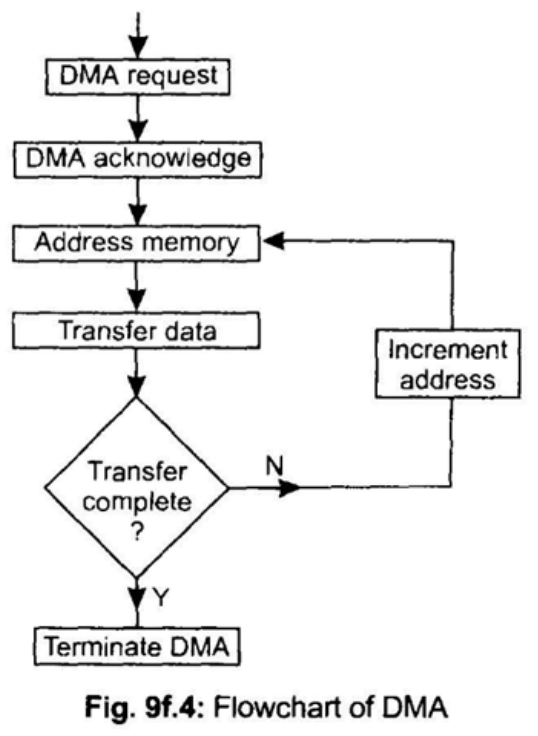 DMA request
DMA acknowledge
Address memory
Transfer data
Increment
address
Transfer
complete
?
N
Y
Terminate DMA
Fig. 9f.4: Flowchart of DMA